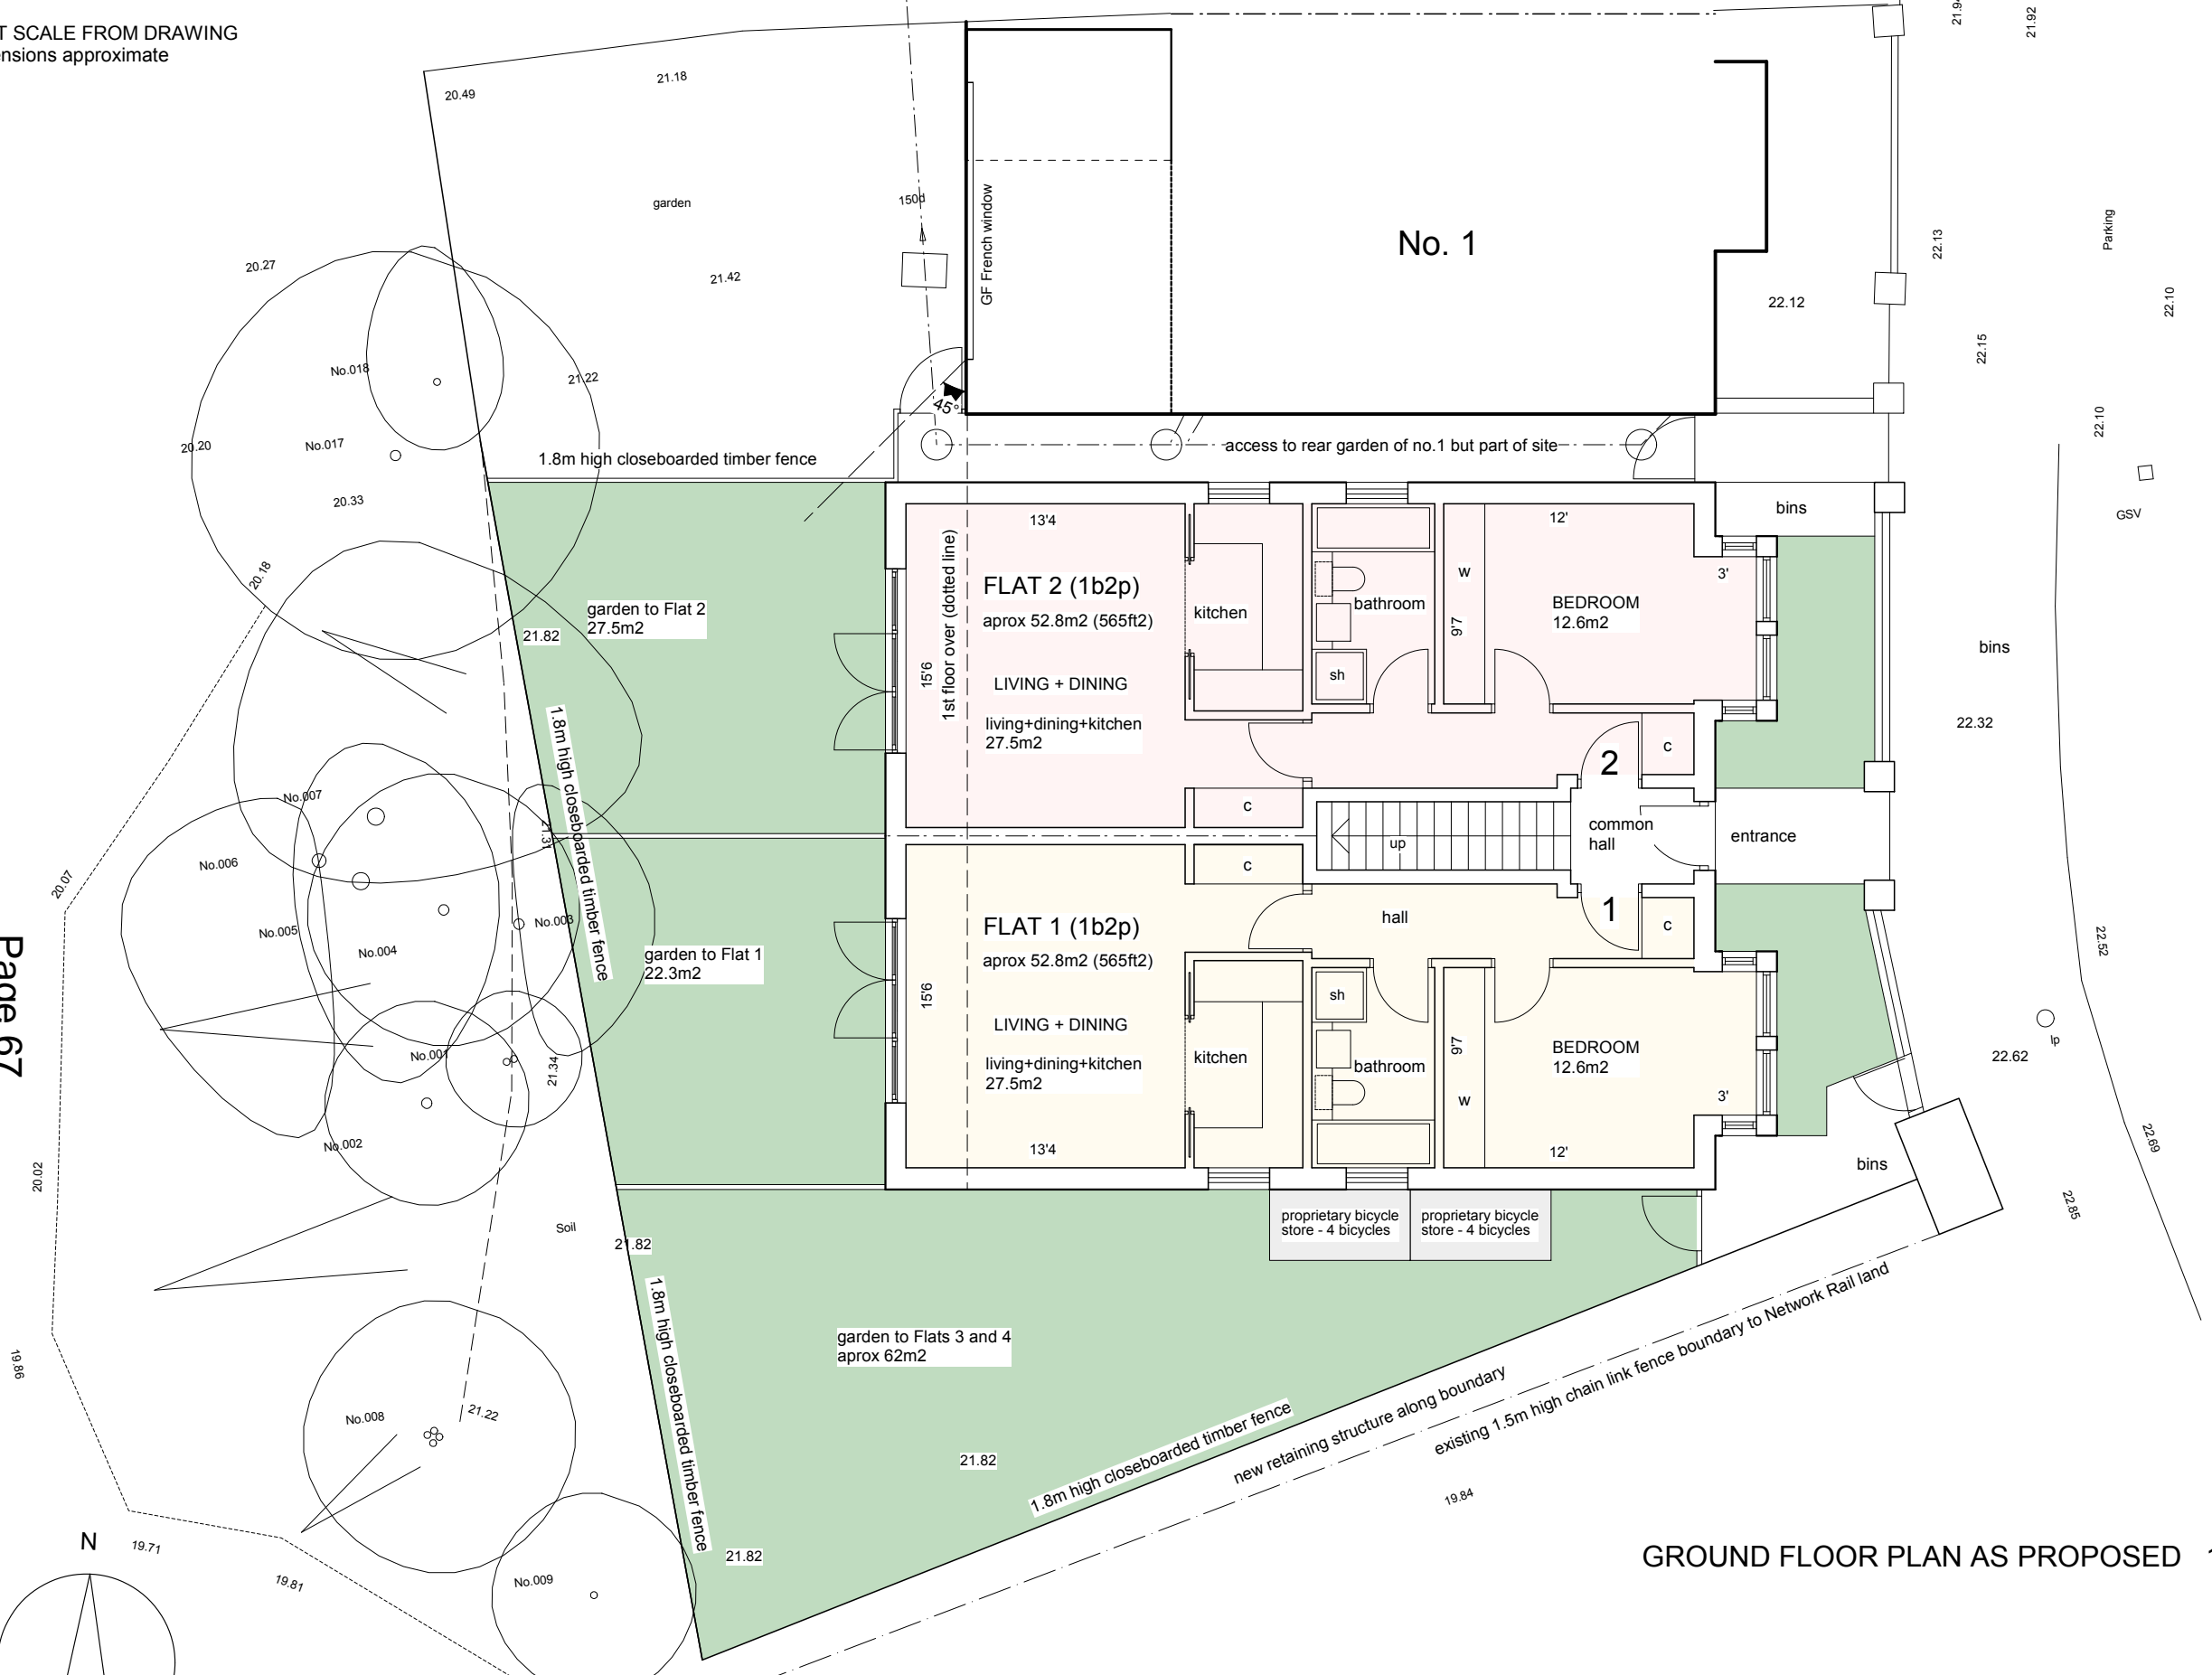 T SCALE FROM DRAWING
ensions approximate
20.49
21.18
garden
21.42
150d
GF French window
No. 1
22.12
21.92
22.13
Parking
22.10
22.15
22.10
GSV
20.27
No.018
21.22
No.017
20.20
20.33
20.18
45°
1.8m high closeboarded timber fence
access to rear garden of no.1 but part of site
bins
13'4
1st floor over (dotted line)
FLAT 2 (1b2p)
aprox 52.8m2 (565ft2)
15'6
LIVING + DINING
living+dining+kitchen
27.5m2
kitchen
bathroom
sh
w
9'7
12'
3'
BEDROOM
12.6m2
c
2
c
garden to Flat 2
27.5m2
21.82
1.8m high closeboarded timber fence
bins
22.32
up
common
hall
entrance
c
hall
1
c
FLAT 1 (1b2p)
aprox 52.8m2 (565ft2)
15'6
LIVING + DINING
living+dining+kitchen
27.5m2
13'4
kitchen
sh
bathroom
9'7
w
BEDROOM
12.6m2
3'
12'
garden to Flat 1
22.3m2
21.31
No.007
No.006
No.005
No.004
No.003
No.001
No.002
21.34
20.07
20.02
Page 67
22.52
lp
22.62
22.69
22.85
bins
proprietary bicycle
store - 4 bicycles
proprietary bicycle
store - 4 bicycles
Soil
21.82
1.8m high closeboarded timber fence
garden to Flats 3 and 4
aprox 62m2
21.82
1.8m high closeboarded timber fence
new retaining structure along boundary
existing 1.5m high chain link fence boundary to Network Rail land
19.84
21.82
19.86
No.008
21.22
No.009
19.71
19.81
N
GROUND FLOOR PLAN AS PROPOSED